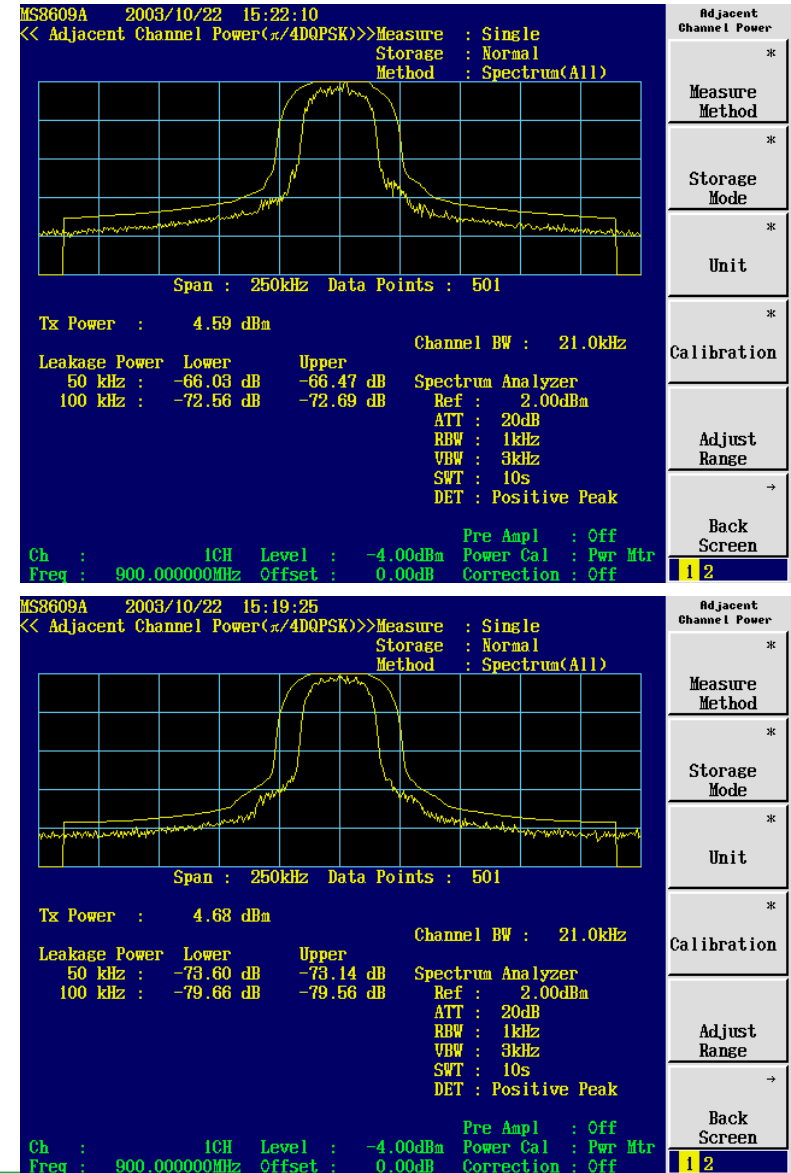 MS8609A 2003/10/22 15:22:10
<< Adjacent Channel Power(π/4DQPSK)>>Measure : Single
Storage : Normal
Method : Spectrum(All)
Span : 250kHz Data Points : 501
Tx Power : 4.59 dBm
Channel BW : 21.0kHz
Leakage Power Lower Upper
50 kHz : -66.03 dB -66.47 dB Spectrum Analyzer
100 kHz : -72.56 dB -72.69 dB Ref : 2.00dBm
ATT : 20dB
RBW : 1kHz
VBW : 3kHz
SWT : 10s
DET : Positive Peak
Pre Ampl : Off
Ch : 1CH Level : -4.00dBm Power Cal : Pwr Mtr
Freq : 900.000000MHz Offset : 0.00dB Correction : Off
Adjacent
Channel Power
*
Measure
Method
*
Storage
Mode
*
Unit
*
Calibration
Adjust
Range
→
Back
Screen
1 2
MS8609A 2003/10/22 15:19:25
<< Adjacent Channel Power(π/4DQPSK)>>Measure : Single
Storage : Normal
Method : Spectrum(All)
Span : 250kHz Data Points : 501
Tx Power : 4.68 dBm
Channel BW : 21.0kHz
Leakage Power Lower Upper
50 kHz : -73.60 dB -73.14 dB Spectrum Analyzer
100 kHz : -79.66 dB -79.56 dB Ref : 2.00dBm
ATT : 20dB
RBW : 1kHz
VBW : 3kHz
SWT : 10s
DET : Positive Peak
Pre Ampl : Off
Ch : 1CH Level : -4.00dBm Power Cal : Pwr Mtr
Freq : 900.000000MHz Offset : 0.00dB Correction : Off
Adjacent
Channel Power
*
Measure
Method
*
Storage
Mode
*
Unit
*
Calibration
Adjust
Range
→
Back
Screen
1 2